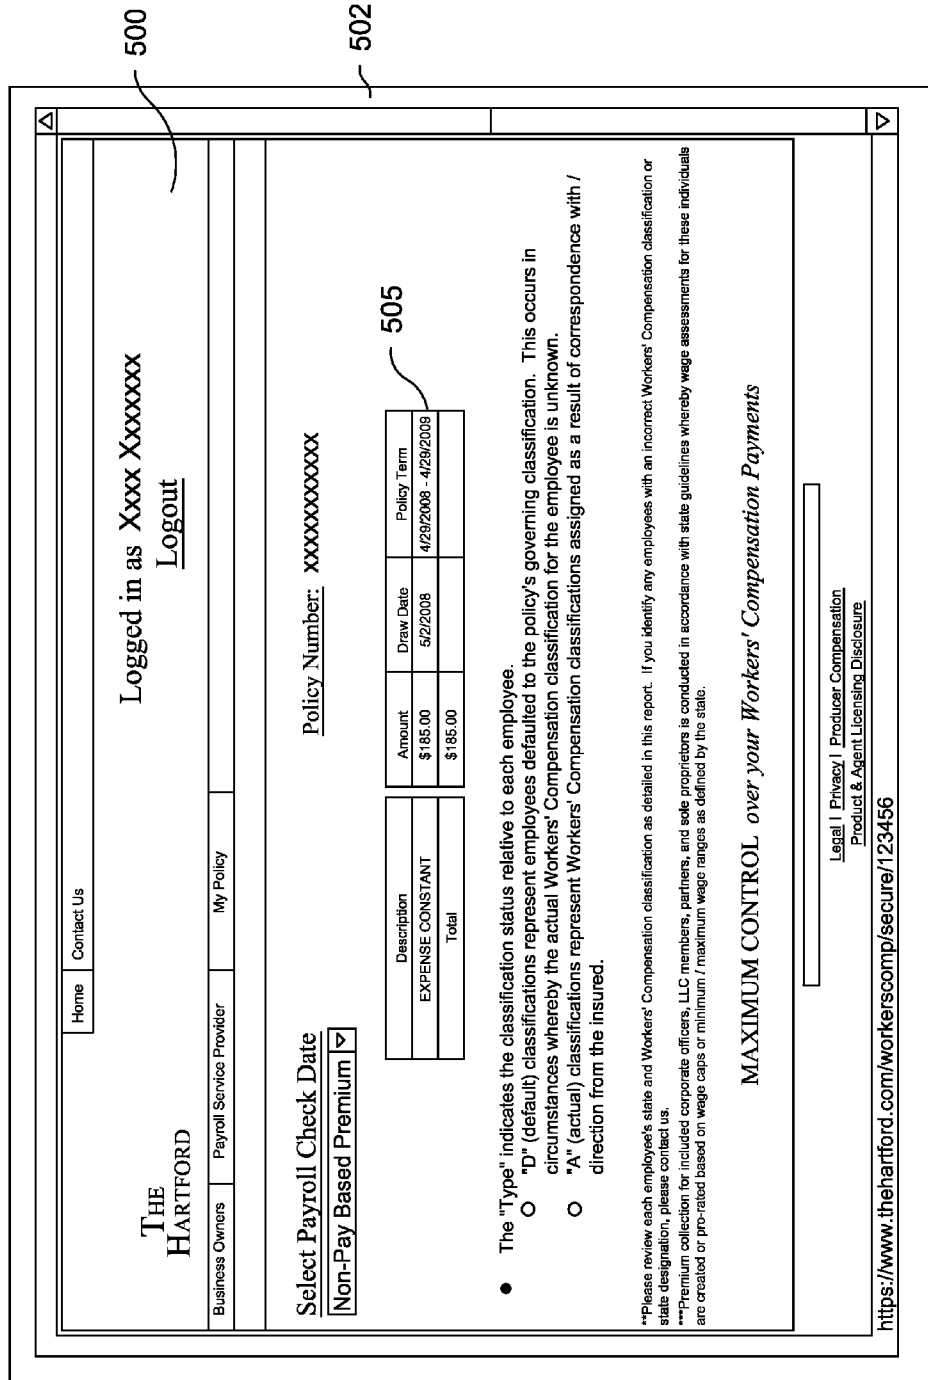 500
502
Home
Contact Us
THE
HARTFORD
Logged in as Xxxx Xxxxxxx
Logout
Business Owners
Payroll Service Provider
My Policy
Select Payroll Check Date
Non-Pay Based Premium
Policy Number: xxxxxxxxxxx
505
Description Amount Draw Date Policy Term
EXPENSE CONSTANT $185.00 5/2/2008 4/29/2008 - 4/29/2009
Total $185.00
● The "Type" indicates the classification status relative to each employee.
O "D" (default) classifications represent employees defaulted to the policy's governing classification. This occurs in
circumstances whereby the actual Workers' Compensation classification for the employee is unknown.
O "A" (actual) classifications represent Workers' Compensation classifications assigned as a result of correspondence with /
direction from the insured.
**Please review each employee's state and Workers' Compensation classification as detailed in this report. If you identify any employees with an incorrect Workers' Compensation classification or
state designation, please contact us.
***Premium collection for included corporate officers, LLC members, partners, and sole proprietors is conducted in accordance with state guidelines whereby wage assessments for these individuals
are created or pro-rated based on wage caps or minimum / maximum wage ranges as defined by the state.
MAXIMUM CONTROL over your Workers' Compensation Payments
Legal | Privacy | Producer Compensation
Product & Agent Licensing Disclosure
https://www.thehartford.com/workerscomp/secure/123456